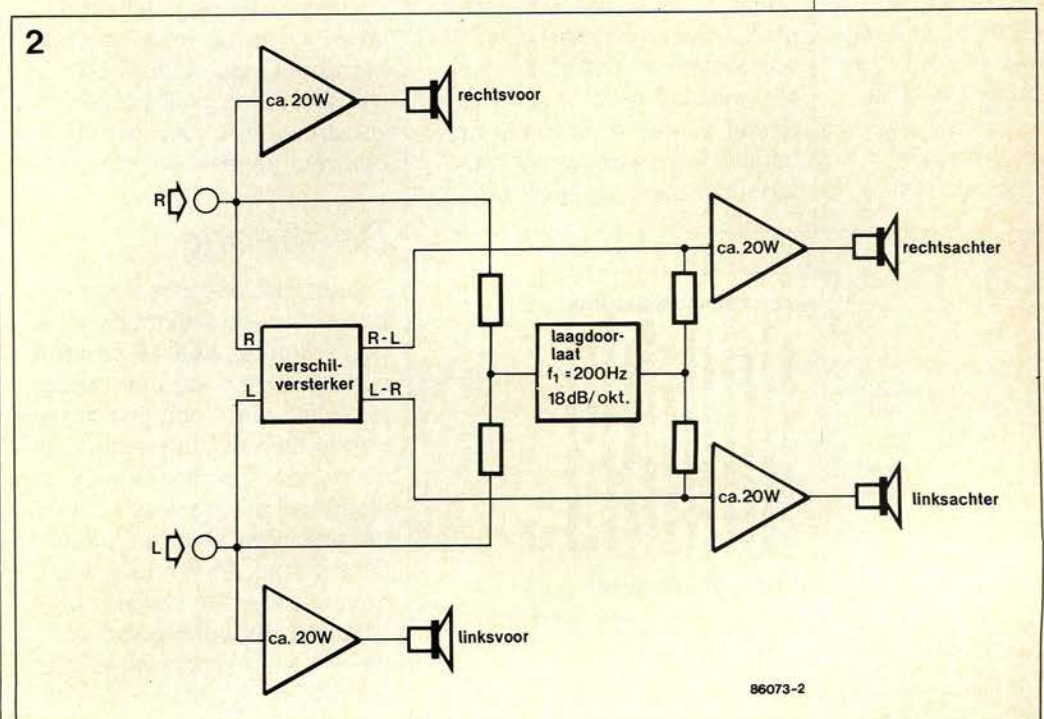 2
ca. 20W
rechtsvoor
R
ca. 20W
rechtsachter
R
R-L
verschil-
versterker
L
L-R
laagdoor-
laat
f1 = 200Hz
18dB/okt.
ca. 20W
linksachter
L
ca. 20W
linksvoor
86073-2